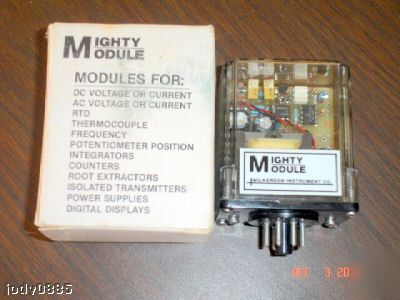 MIGHTY
MODULE
MODULES FOR:
DC VOLTAGE OR CURRENT
AC VOLTAGE OR CURRENT
RTD
THERMOCOUPLE
FREQUENCY
POTENTIOMETER POSITION
INTEGRATORS
COUNTERS
ROOT EXTRACTORS
ISOLATED TRANSMITTERS
POWER SUPPLIES
DIGITAL DISPLAYS
MIGHTY
MODULE
WILKERSON INSTRUMENT CO.
DEC 3 20
jody0885